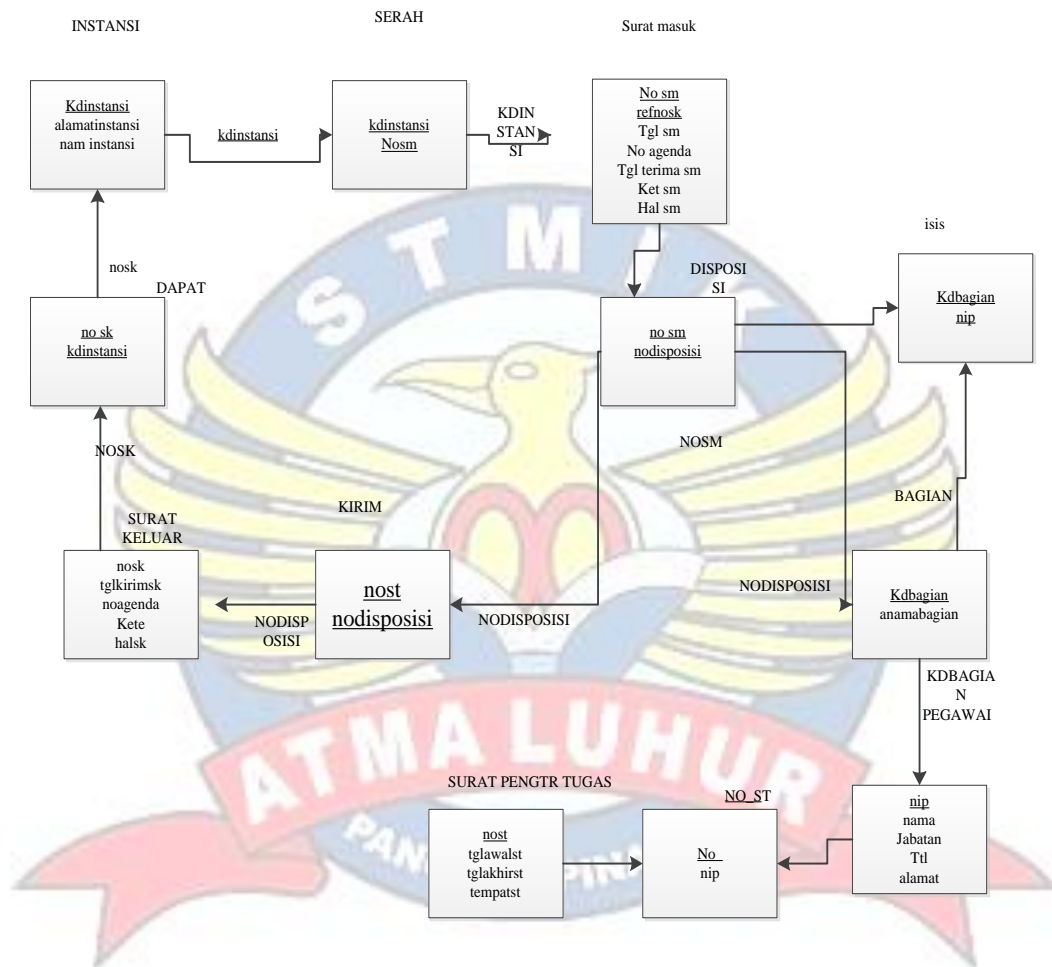 INSTANSI
SERAH
Surat masuk
Kdinstansi
alamatinstansi
nam instansi
kdinstansi
kdinstansi
Nosm
KDIN
STAN
SI
No sm
refnosk
Tgl sm
No agenda
Tgl terima sm
Ket sm
Hal sm
isis
nosk
DAPAT
DISPOSI
SI
Kdbagian
nip
no sk
kdinstansi
no sm
nodisposisi
NOSK
NOSM
KIRIM
BAGIAN
SURAT
KELUAR
nosk
tglkirimsk
noagenda
Kete
halsk
NODISP
OSISI
nost
nodisposisi
NODISPOSISI
NODISPOSISI
Kdbagian
anamabagian
KDBAGIA
N
PEGAWAI
SURAT PENGTR TUGAS
NO_ST
nost
tglawalst
tglakhirst
tempatst
No_
nip
nip
nama
Jabatan
Ttl
alamat
STMIK
ATMA LUHUR